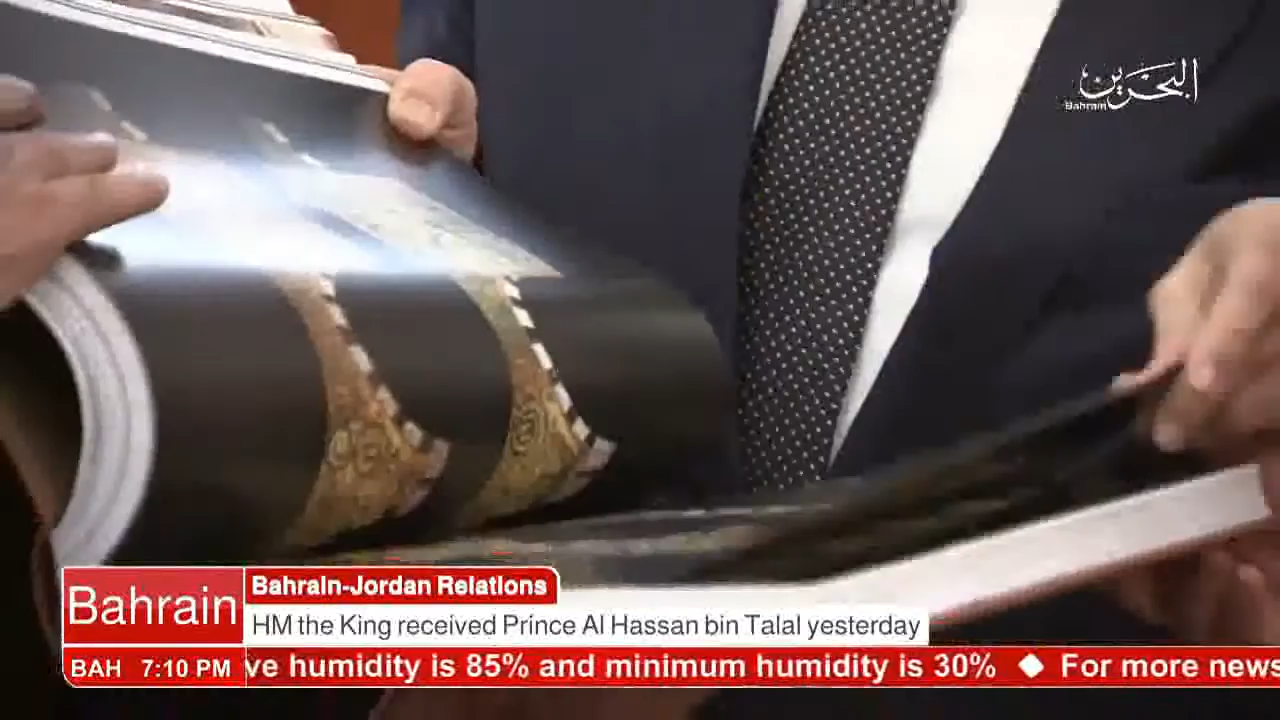 البحرين
Bahrain
Bahrain-Jordan Relations
Bahrain
HM the King received Prince Al Hassan bin Talal yesterday
BAH 7:10 PM
ve humidity is 85% and minimum humidity is 30% ◆ For more news